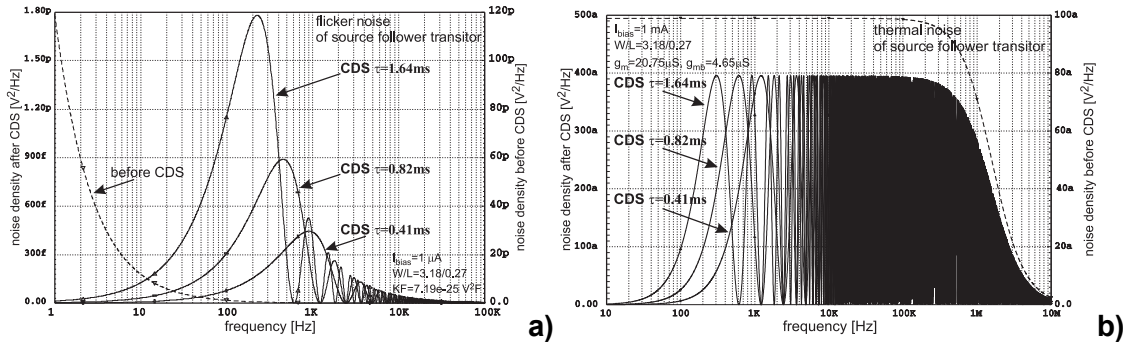 1.80p
1.50p
1.20p
900f
600f
300f
0.00
noise density after CDS [V²/Hz]
120p
100p
80p
60p
40p
20p
0.00
noise density before CDS [V²/Hz]
flicker noise
of source follower transitor
CDS τ=1.64ms
CDS τ=0.82ms
CDS τ=0.41ms
before CDS
I bias=1 μA
W/L=3.18/0.27
KF=7.19e-25 V²F
1 10 100 1K 10K 100K
frequency [Hz]
a)
500a
400a
300a
200a
100a
0.00
noise density after CDS [V²/Hz]
100a
80a
60a
40a
20a
0.00
noise density before CDS [V²/Hz]
I bias=1 mA
W/L=3.18/0.27
gm=20.75μS, gmb=4.65μS
thermal noise
of source follower transitor
CDS τ=1.64ms
CDS τ=0.82ms
CDS τ=0.41ms
10 100 1K 10K 100K 1M 10M
frequency [Hz]
b)